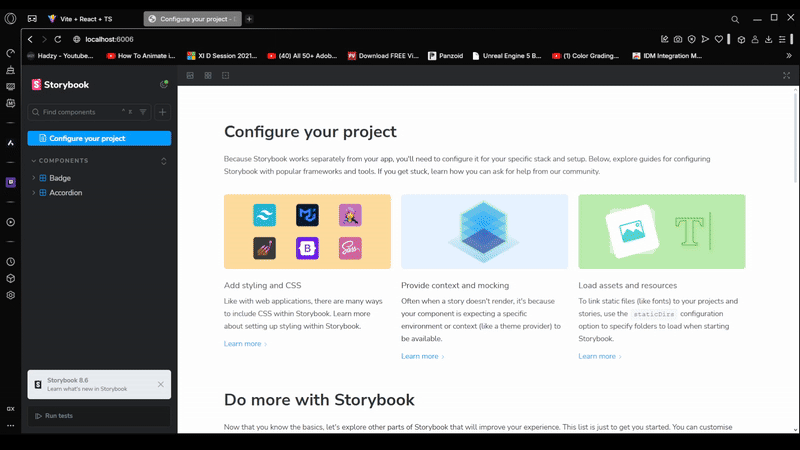 Vite + React + TS
Configure your project - L
localhost:6006
Hadzy - Youtube...
How To Animate i...
XI D Session 2021...
(40) All 50+ Adob...
Download FREE Vi...
Panzoid
Unreal Engine 5 B...
(1) Color Grading...
IDM Integration M...
Storybook
Find components
Configure your project
COMPONENTS
Badge
Accordion
Storybook 8.6
Learn what's new in Storybook
Run tests
Configure your project
Because Storybook works separately from your app, you'll need to configure it for your specific stack and setup. Below, explore guides for configuring
Storybook with popular frameworks and tools. If you get stuck, learn how you can ask for help from our community.
Add styling and CSS
Like with web applications, there are many ways
to include CSS within Storybook. Learn more
about setting up styling within Storybook.
Learn more
Provide context and mocking
Often when a story doesn't render, it's because
your component is expecting a specific
environment or context (like a theme provider) to
be available.
Learn more
Load assets and resources
To link static files (like fonts) to your projects and
stories, use the staticDirs configuration
option to specify folders to load when starting
Storybook.
Learn more
Do more with Storybook
Now that you know the basics, let's explore other parts of Storybook that will improve your experience. This list is just to get you started. You can customise